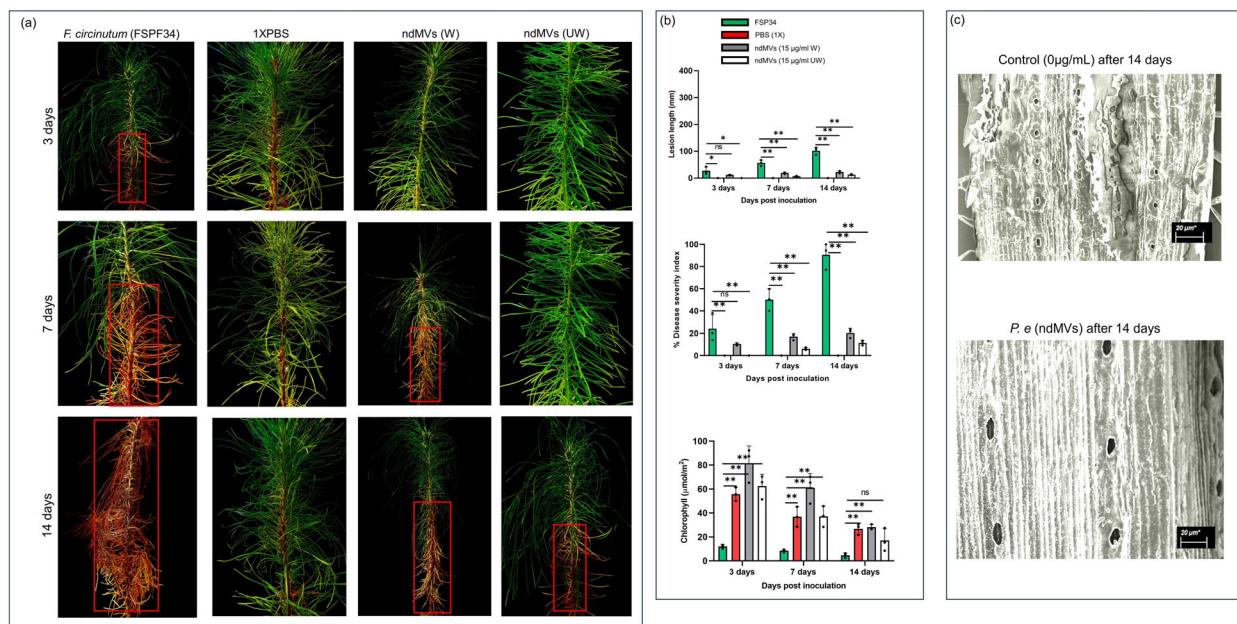 (a)
F. circinutum (FSPF34)
1XPBS
ndMVs (W)
ndMVs (UW)
3 days
7 days
14 days
(b)
FSP34
PBS (1X)
ndMVs (15 µg/ml W)
ndMVs (15 µg/ml UW)
Lesion length (mm)
400
300
200
100
0
*
ns
*
**
**
**
**
**
**
3 days
7 days
14 days
Days post inoculation
% Disease severity index
100
80
60
40
20
0
**
ns
**
**
**
**
**
**
**
3 days
7 days
14 days
Days post inoculation
Chlorophyll (µmol/m²)
100
80
60
40
20
0
**
**
**
**
**
**
ns
**
**
3 days
7 days
14 days
Days post inoculation
(c)
Control (0µg/mL) after 14 days
20 µm*
P. e (ndMVs) after 14 days
20 µm*